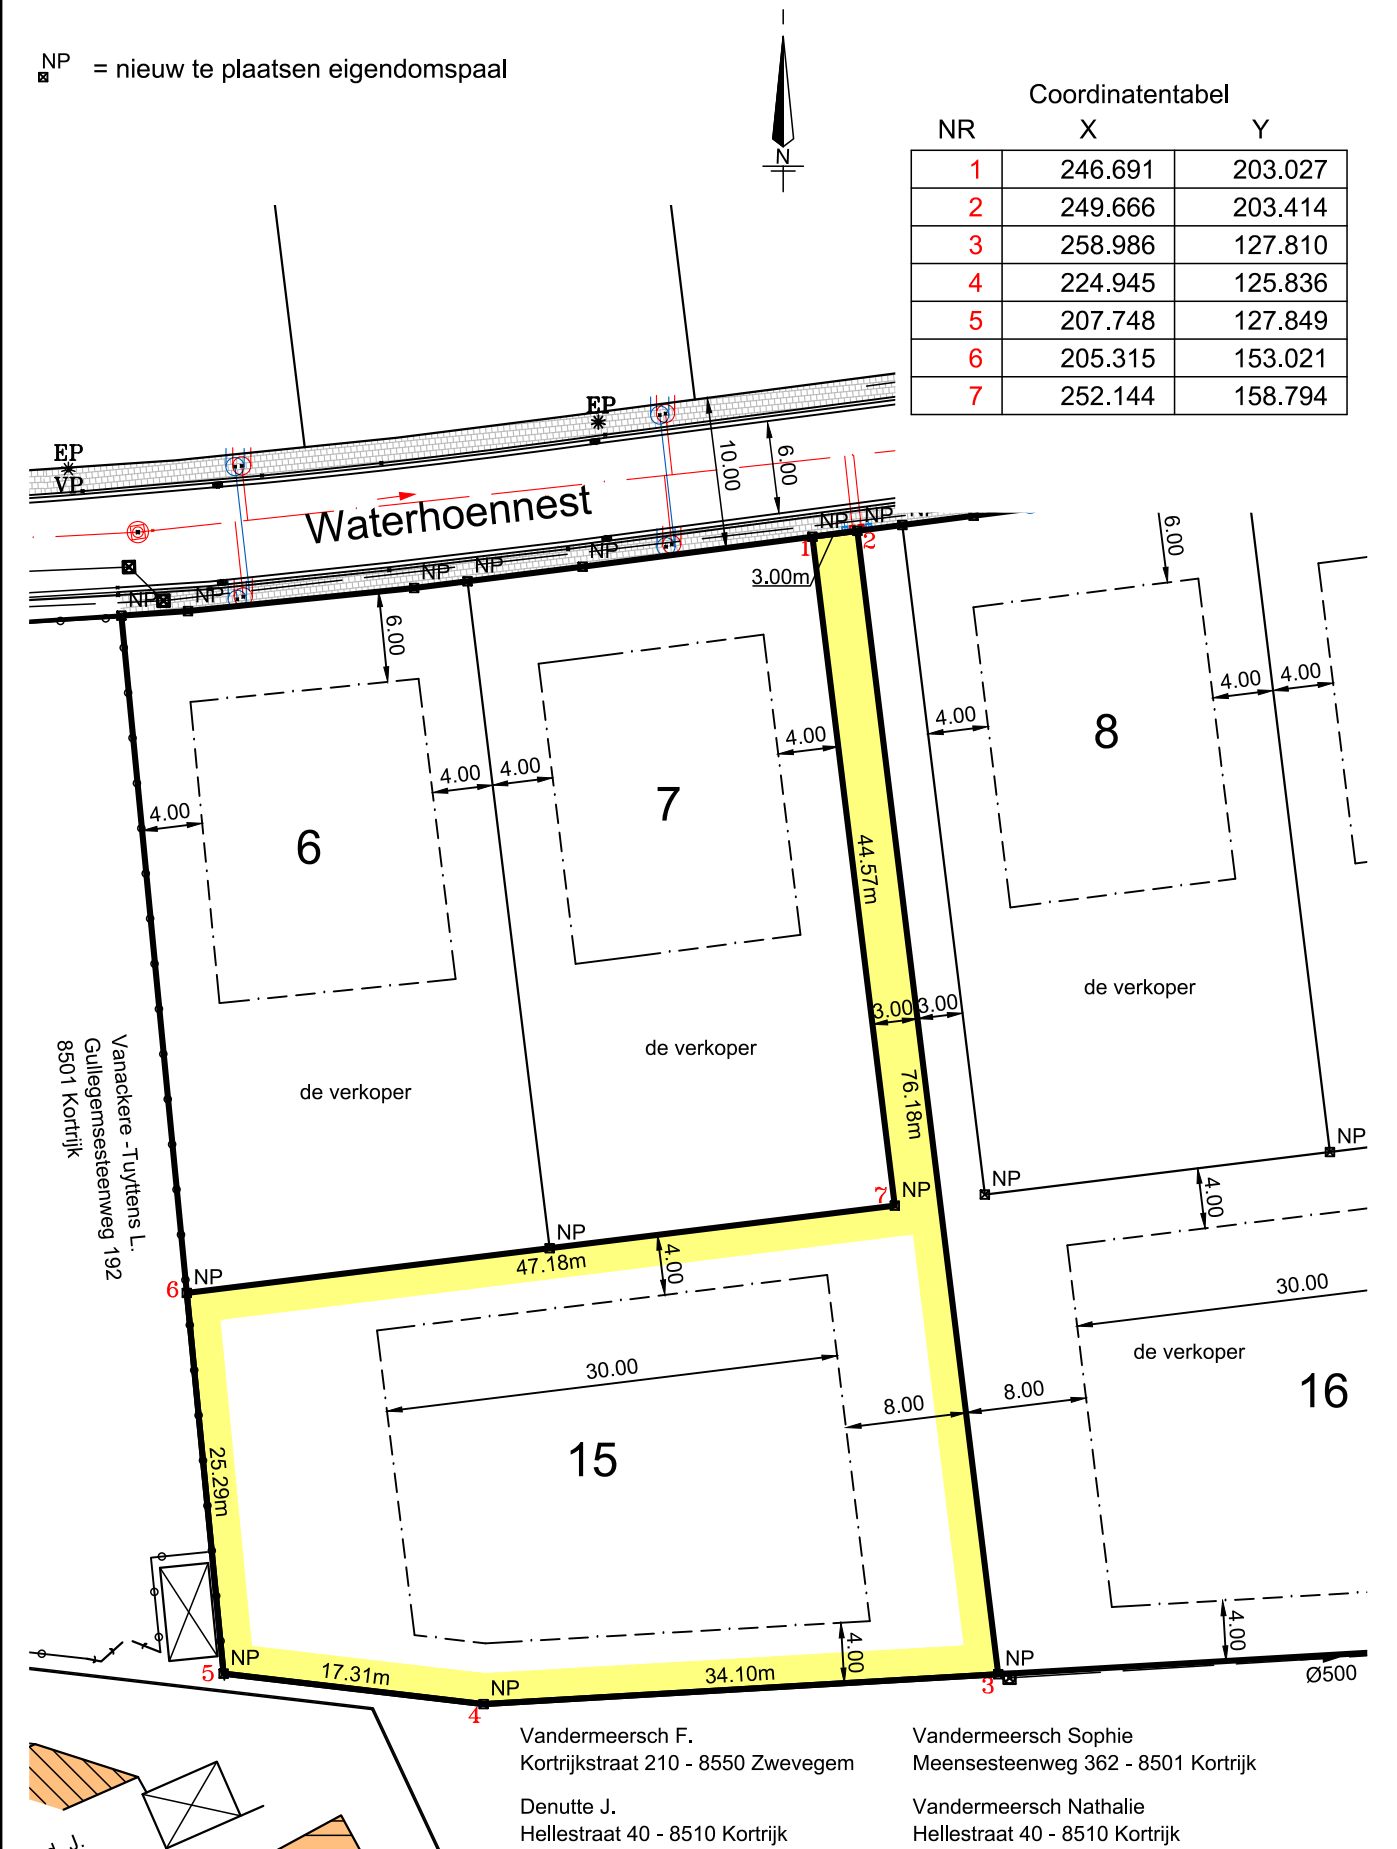 NP = nieuw te plaatsen eigendomspaal
N
Coordinatentabel
NR X Y
1 246.691 203.027
2 249.666 203.414
3 258.986 127.810
4 224.945 125.836
5 207.748 127.849
6 205.315 153.021
7 252.144 158.794
EP
VP
EP
10.00
6.00
Waterhoennest
NP
NP
NP
NP
NP
NP
1
2
3.00m
6.00
6.00
4.00
4.00
4.00
4.00
4.00
4.00
4.00
6
7
8
44.57m
3.00
3.00
76.18m
de verkoper
de verkoper
de verkoper
Vanackere -Tuyttens L.
Gullegemsesteenweg 192
8501 Kortrijk
NP
NP
7
NP
NP
4.00
6
NP
47.18m
4.00
30.00
30.00
de verkoper
8.00
8.00
15
16
25.29m
4.00
4.00
NP
5
17.31m
NP
4
34.10m
NP
3
Ø500
Vandermeersch F.
Kortrijkstraat 210 - 8550 Zwevegem
Denutte J.
Hellestraat 40 - 8510 Kortrijk
Vandermeersch Sophie
Meensesteenweg 362 - 8501 Kortrijk
Vandermeersch Nathalie
Hellestraat 40 - 8510 Kortrijk
J.